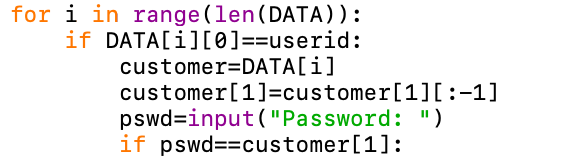 for i in range(len(DATA)):
    if DATA[i][0]==userid:
        customer=DATA[i]
        customer[1]=customer[1][:-1]
        pswd=input("Password: ")
        if pswd==customer[1]: